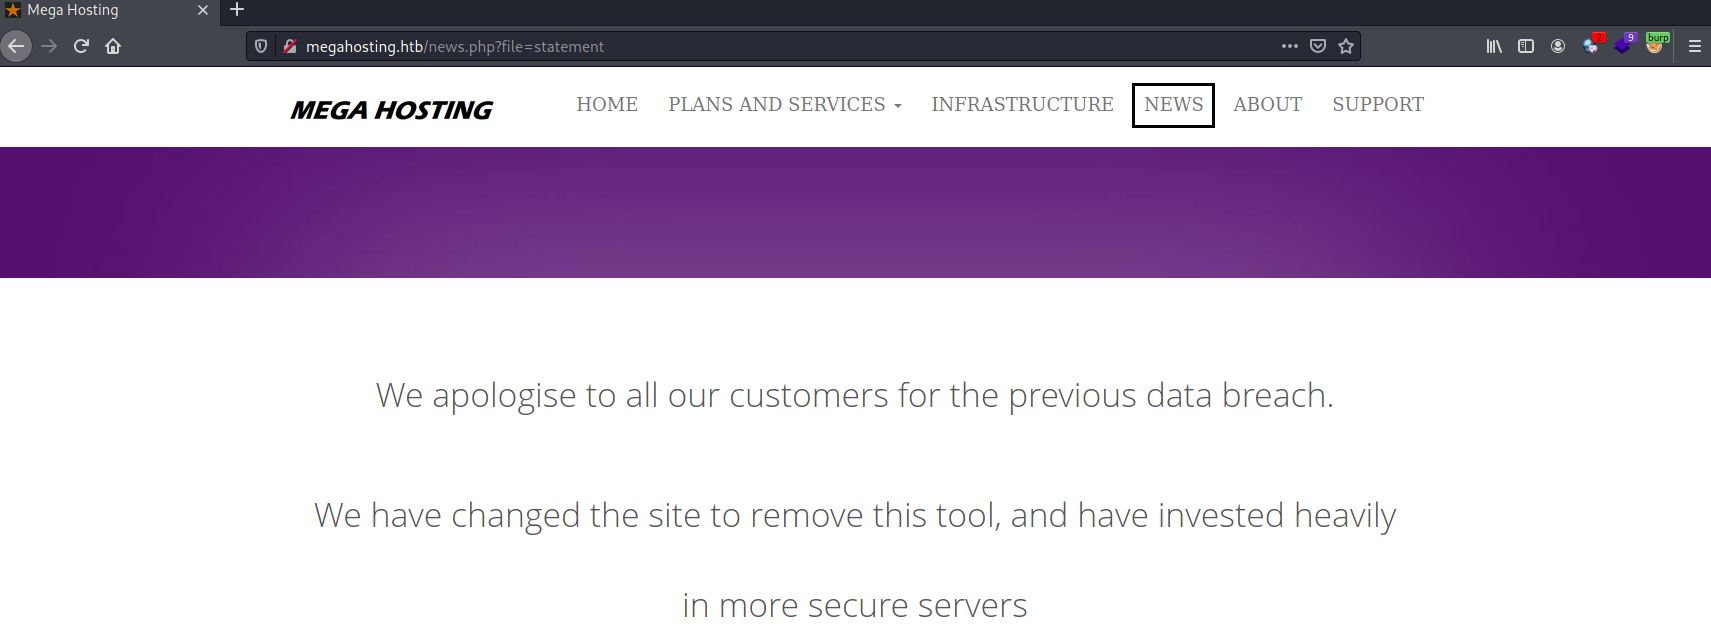 Mega Hosting
megahosting.htb/news.php?file=statement
2
9
burp
MEGA HOSTING
HOME
PLANS AND SERVICES
INFRASTRUCTURE
NEWS
ABOUT
SUPPORT
We apologise to all our customers for the previous data breach.
We have changed the site to remove this tool, and have invested heavily
in more secure servers